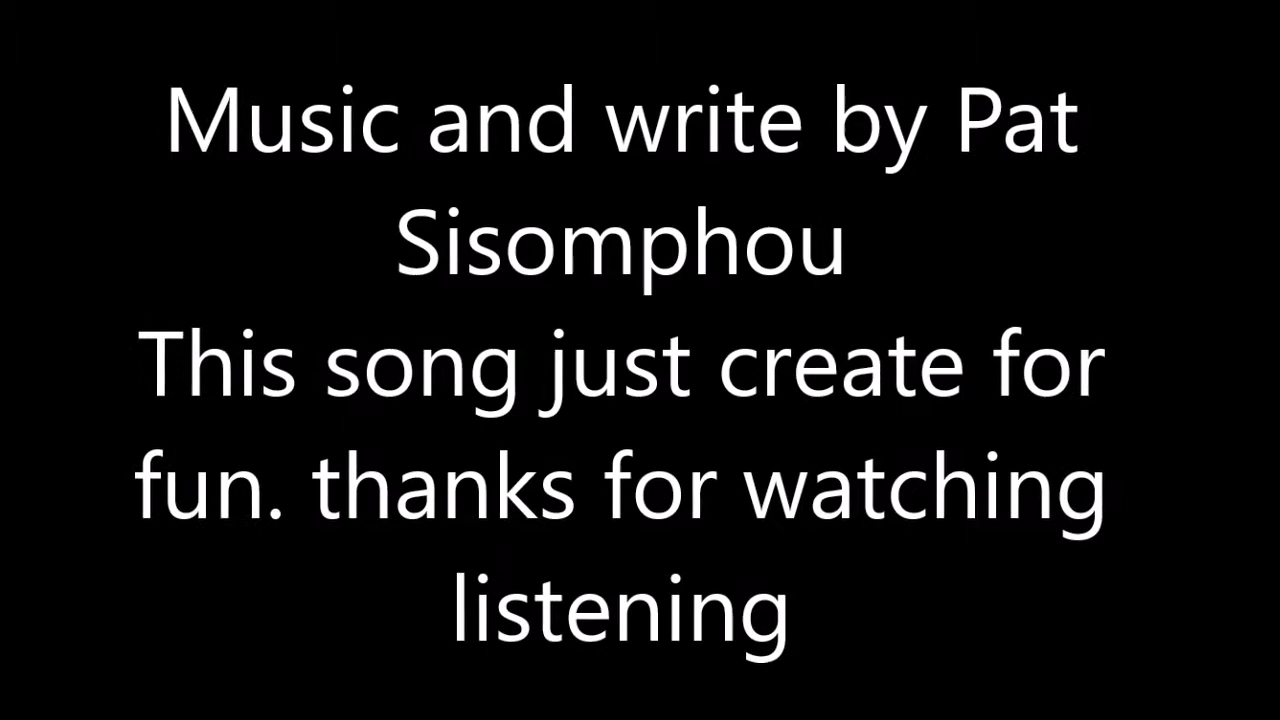 Music and write by Pat
Sisomphou
This song just create for
fun. thanks for watching
listening